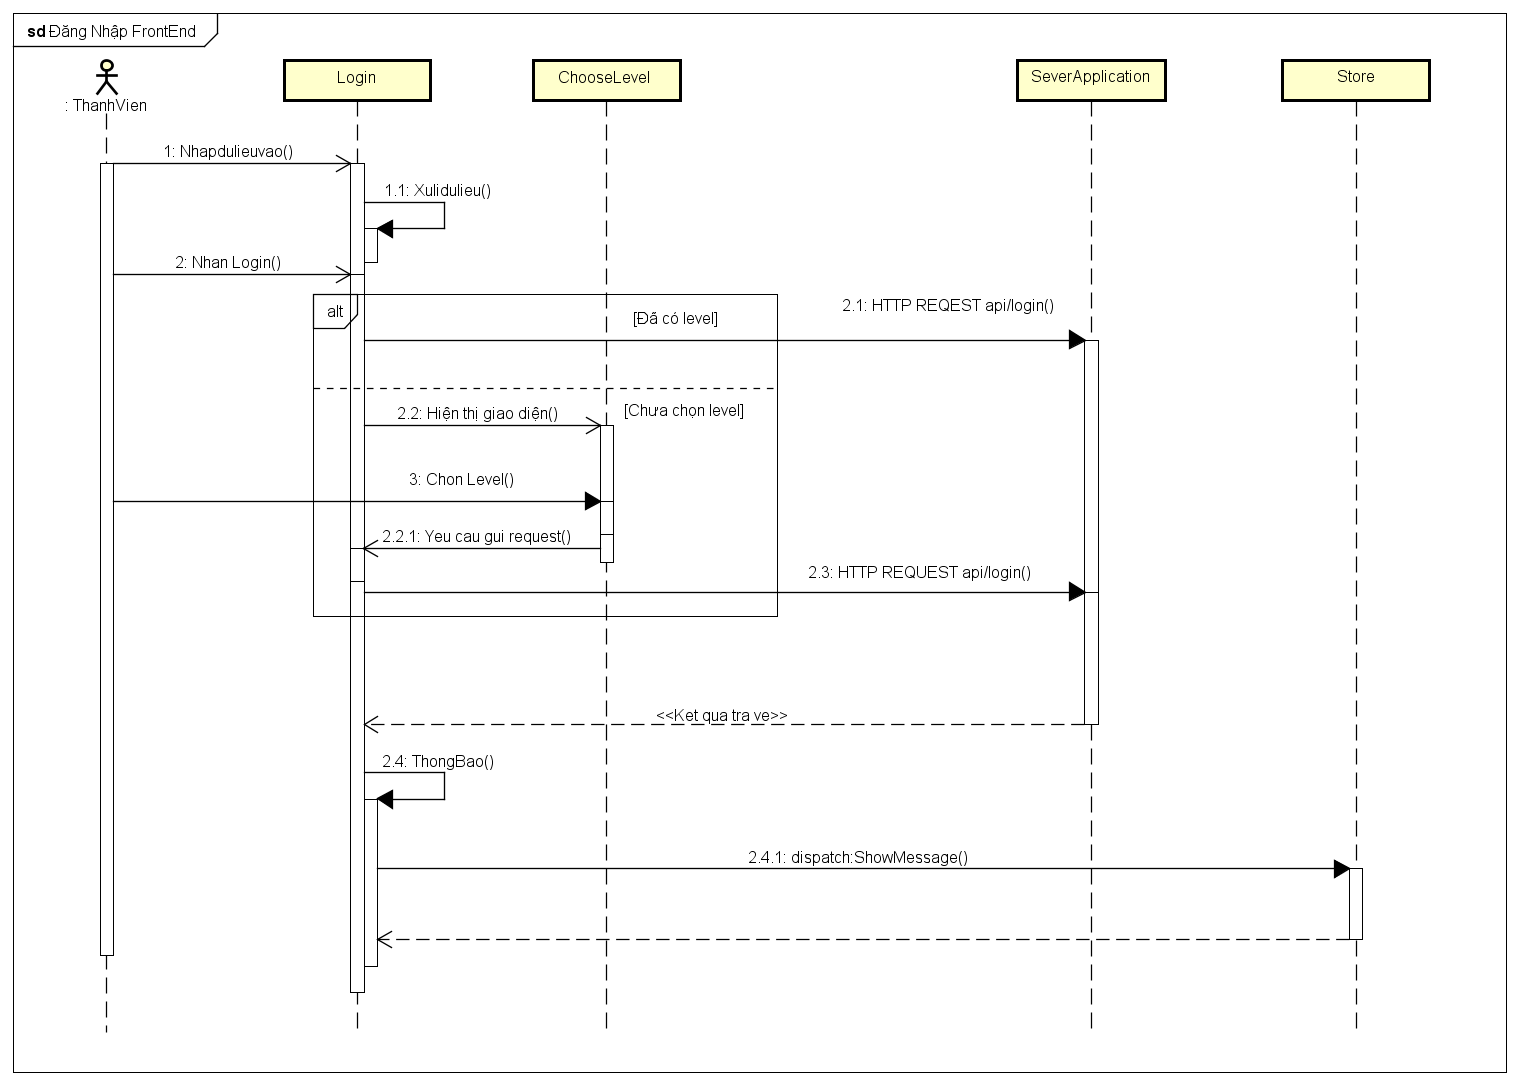 sd Đăng Nhập FrontEnd
: ThanhVien
Login
ChooseLevel
SeverApplication
Store
1: Nhapdulieuvao()
1.1: Xulidulieu()
2: Nhan Login()
alt
[Đã có level]
2.1: HTTP REQEST api/login()
2.2: Hiện thị giao diện()
[Chưa chọn level]
3: Chon Level()
2.2.1: Yeu cau gui request()
2.3: HTTP REQUEST api/login()
<<Ket qua tra ve>>
2.4: ThongBao()
2.4.1: dispatch:ShowMessage()